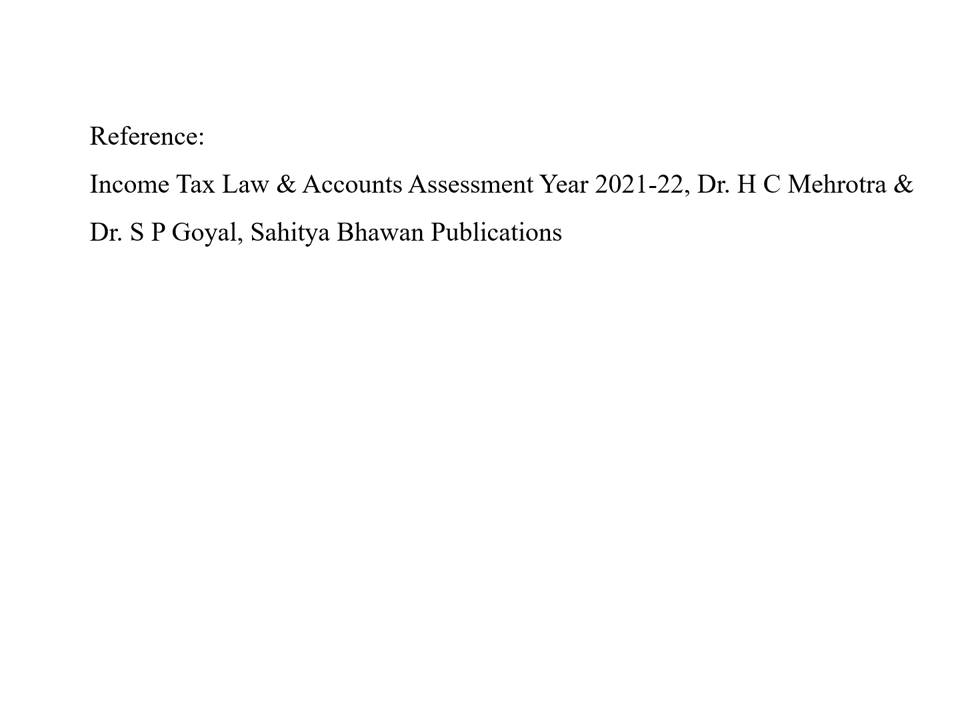 Reference:
Income Tax Law & Accounts Assessment Year 2021-22, Dr. H C Mehrotra &
Dr. S P Goyal, Sahitya Bhawan Publications